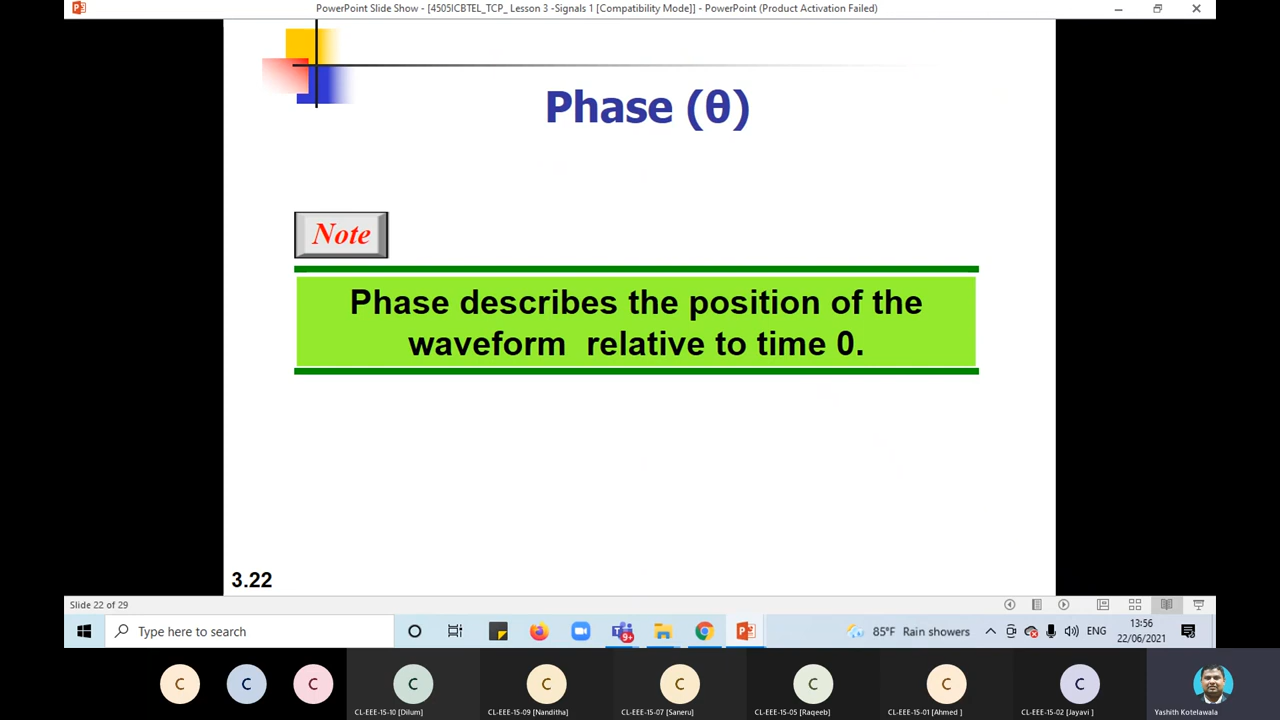 PowerPoint Slide Show - [4505ICBTEL_TCP_ Lesson 3 -Signals 1 [Compatibility Mode]] - PowerPoint (Product Activation Failed)
Phase (θ)
Note
Phase describes the position of the
waveform relative to time 0.
3.22
Slide 22 of 29
Type here to search
9+
85°F Rain showers
ENG
13:56
22/06/2021
C C C C C C C C C
CL-EEE-15-10 [Dilum] CL-EEE-15-09 [Nanditha) CL-EEE-15-07 [Saneru] CL-EEE-15-05 [Raqeeb] CL-EEE-15-01 [Ahmed ] CL-EEE-15-02 [Jayavi ] Yashith Kotelawala